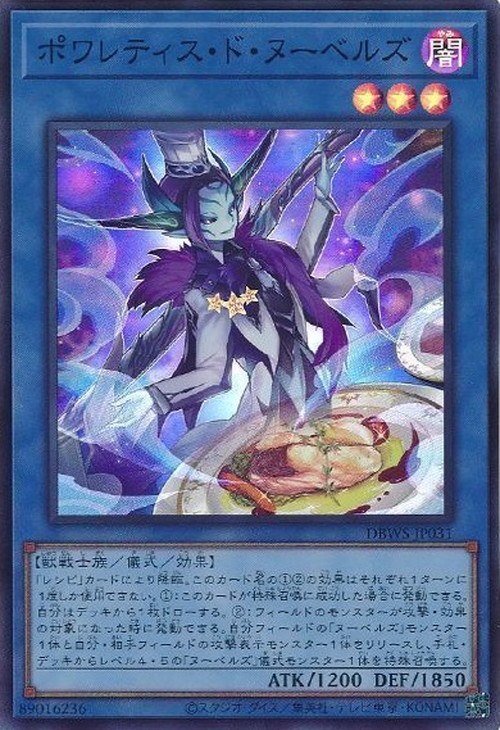 ポワレティス・ド・ヌーベルズ
闇
DBWS-JP031
【獣戦士族／儀式／効果】
「レシピ」カードにより降臨。このカード名の①②の効果はそれぞれ１ターンに
１度しか使用できない。①：このカードが特殊召喚に成功した場合に発動できる。
自分はデッキから１枚ドローする。②：フィールドのモンスターが攻撃・効果
の対象になった時に発動できる。自分フィールドの「ヌーベルズ」モンスター
１体と自分・相手フィールドの攻撃表示モンスター１体をリリースし、手札・
デッキからレベル４・５の「ヌーベルズ」儀式モンスター１体を特殊召喚する。
ATK/1200 DEF/1850
89016236 ©スタジオ・ダイス／集英社・テレビ東京・KONAMI